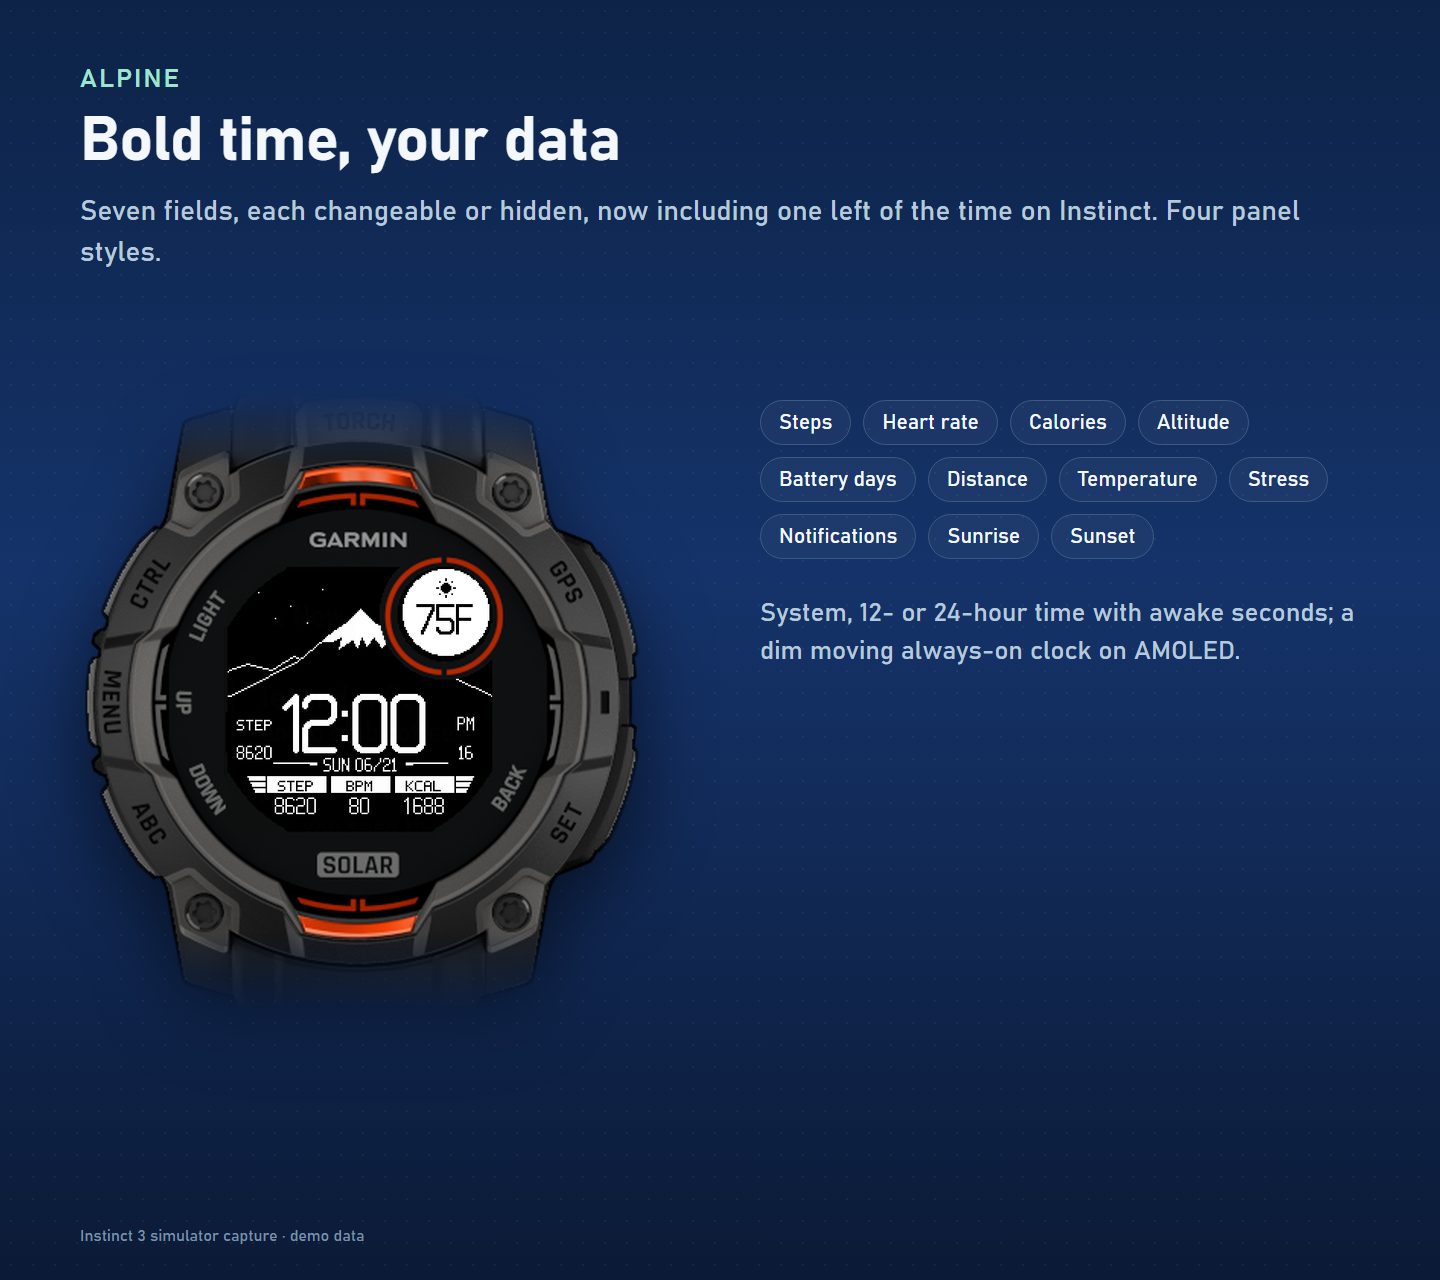 ALPINE
Bold time, your data
Seven fields, each changeable or hidden, now including one left of the time on Instinct. Four panel
styles.
TORCH
GARMIN
CTRL
GPS
LIGHT
75F
MENU
UP
STEP
12:00
PM
8620
16
SUN 06/21
STEP BPM KCAL
8620 80 1688
DOWN
BACK
ABC
SET
SOLAR
Steps Heart rate Calories Altitude
Battery days Distance Temperature Stress
Notifications Sunrise Sunset
System, 12- or 24-hour time with awake seconds; a
dim moving always-on clock on AMOLED.
Instinct 3 simulator capture · demo data